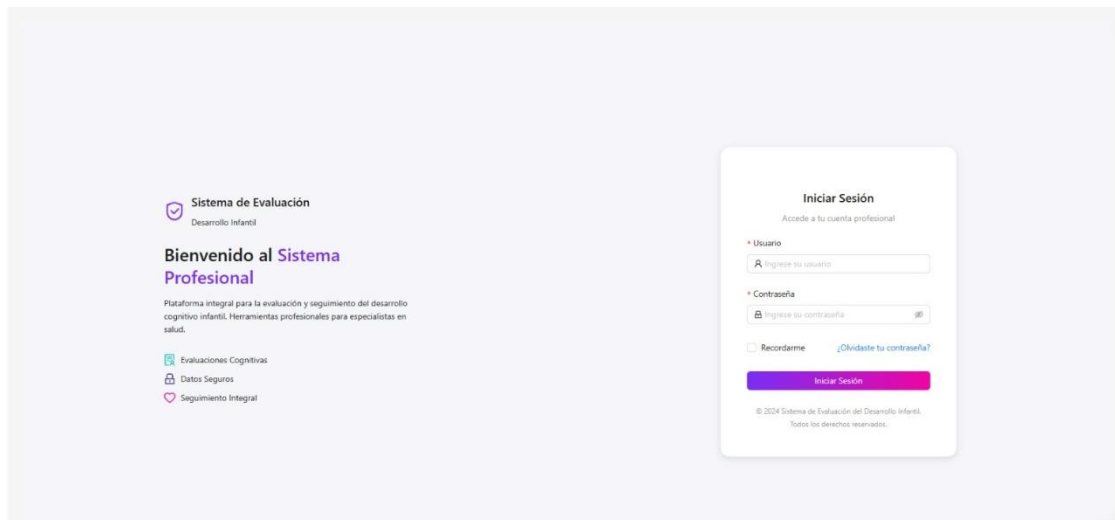 Sistema de Evaluación
Desarrollo Infantil
Bienvenido al Sistema
Profesional
Plataforma integral para la evaluación y seguimiento del desarrollo
cognitivo infantil. Herramientas profesionales para especialistas en
salud.
Evaluaciones Cognitivas
Datos Seguros
Seguimiento Integral
Iniciar Sesión
Accede a tu cuenta profesional
* Usuario
Ingrese su usuario
* Contraseña
Ingrese su contraseña
Recordarme ¿Olvidaste tu contraseña?
Iniciar Sesión
© 2024 Sistema de Evaluación del Desarrollo Infantil.
Todos los derechos reservados.